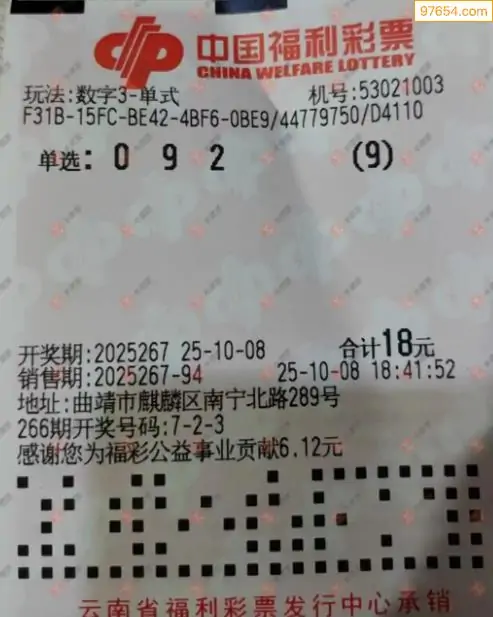 97654.com
中国福利彩票
CHINA WELFARE LOTTERY
玩法:数字3-单式 机号:53021003
F31B-15FC-BE42-4BF6-0BE9/44779750/D4110
单选: 0 9 2 (9)
开奖期:2025267 25-10-08 合计18元
销售期:2025267-94 25-10-08 18:41:52
地址:曲靖市麒麟区南宁北路289号
266期开奖号码:7-2-3
感谢您为福彩公益事业贡献6.12元
云南省福利彩票发行中心承销